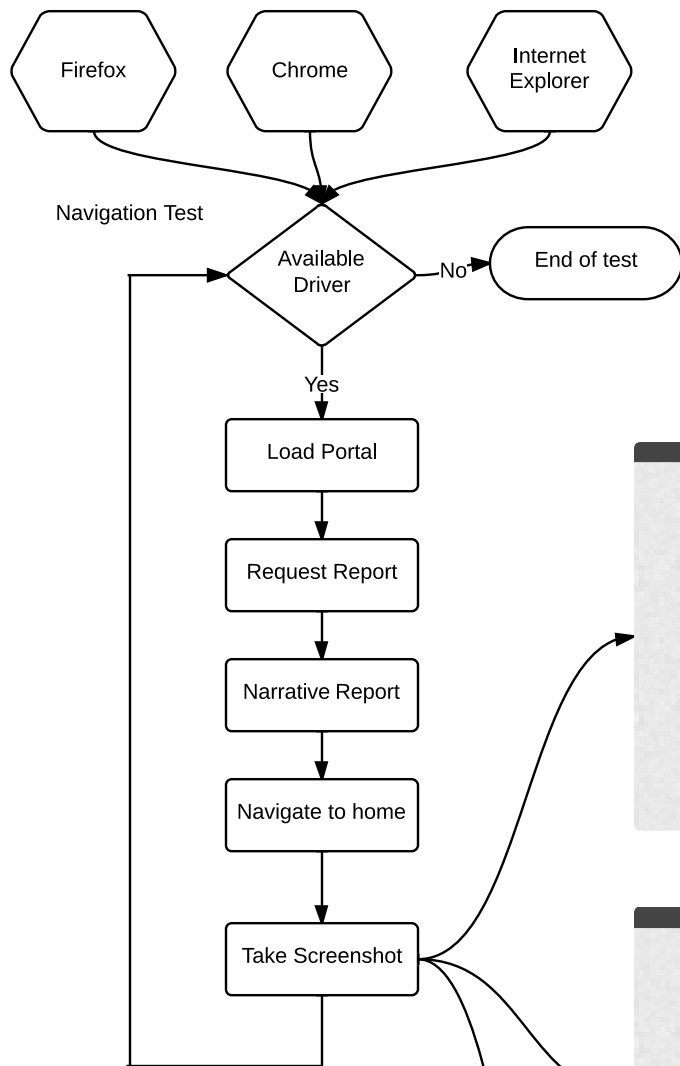 Firefox
Chrome
Internet
Explorer
Navigation Test
Available
Driver
No
End of test
Yes
Load Portal
Request Report
Narrative Report
Navigate to home
Take Screenshot